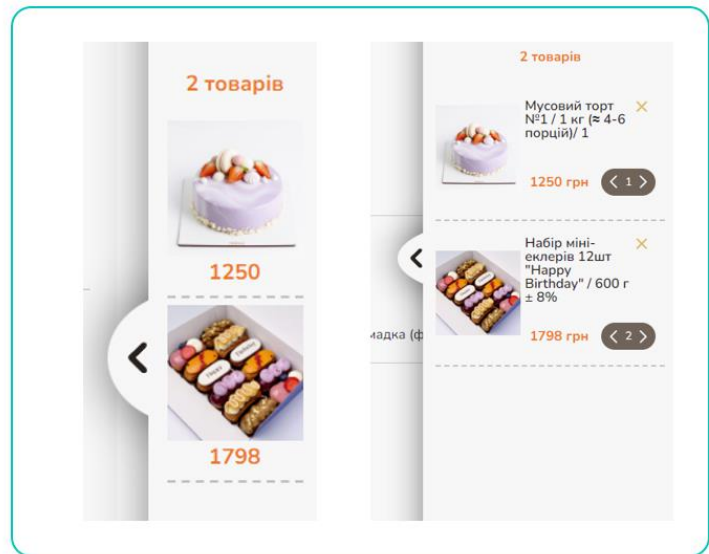 2 товарів
1250
1798
2 товарів
Мусовий торт
№1 / 1 кг (≈ 4-6
порцій)/ 1
1250 грн
1
Набір міні-
еклерів 12шт
"Happy
Birthday" / 600 г
± 8%
1798 грн
2
мадка (ф